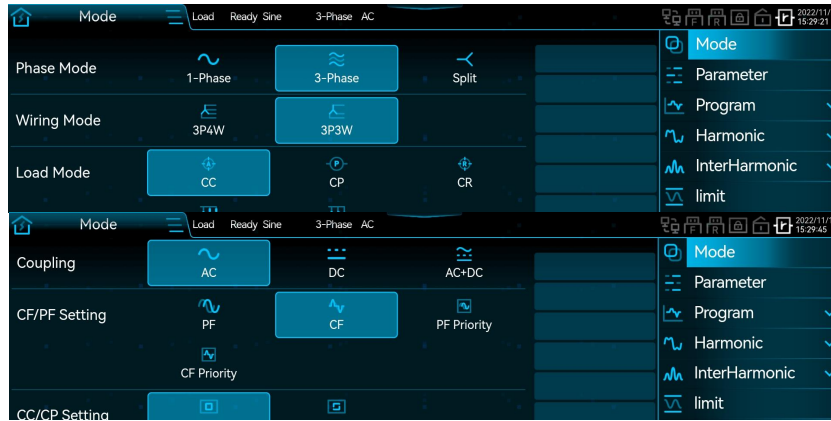 Mode Load Ready Sine 3-Phase AC 2022/11/
15:29:21
Phase Mode 1-Phase 3-Phase Split
Wiring Mode 3P4W 3P3W
Load Mode CC CP CR
Mode
Parameter
Program
Harmonic
InterHarmonic
limit
Mode Load Ready Sine 3-Phase AC 2022/11/1
15:29:45
Coupling AC DC AC+DC
CF/PF Setting PF CF PF Priority
CF Priority
CC/CP Setting
Mode
Parameter
Program
Harmonic
InterHarmonic
limit